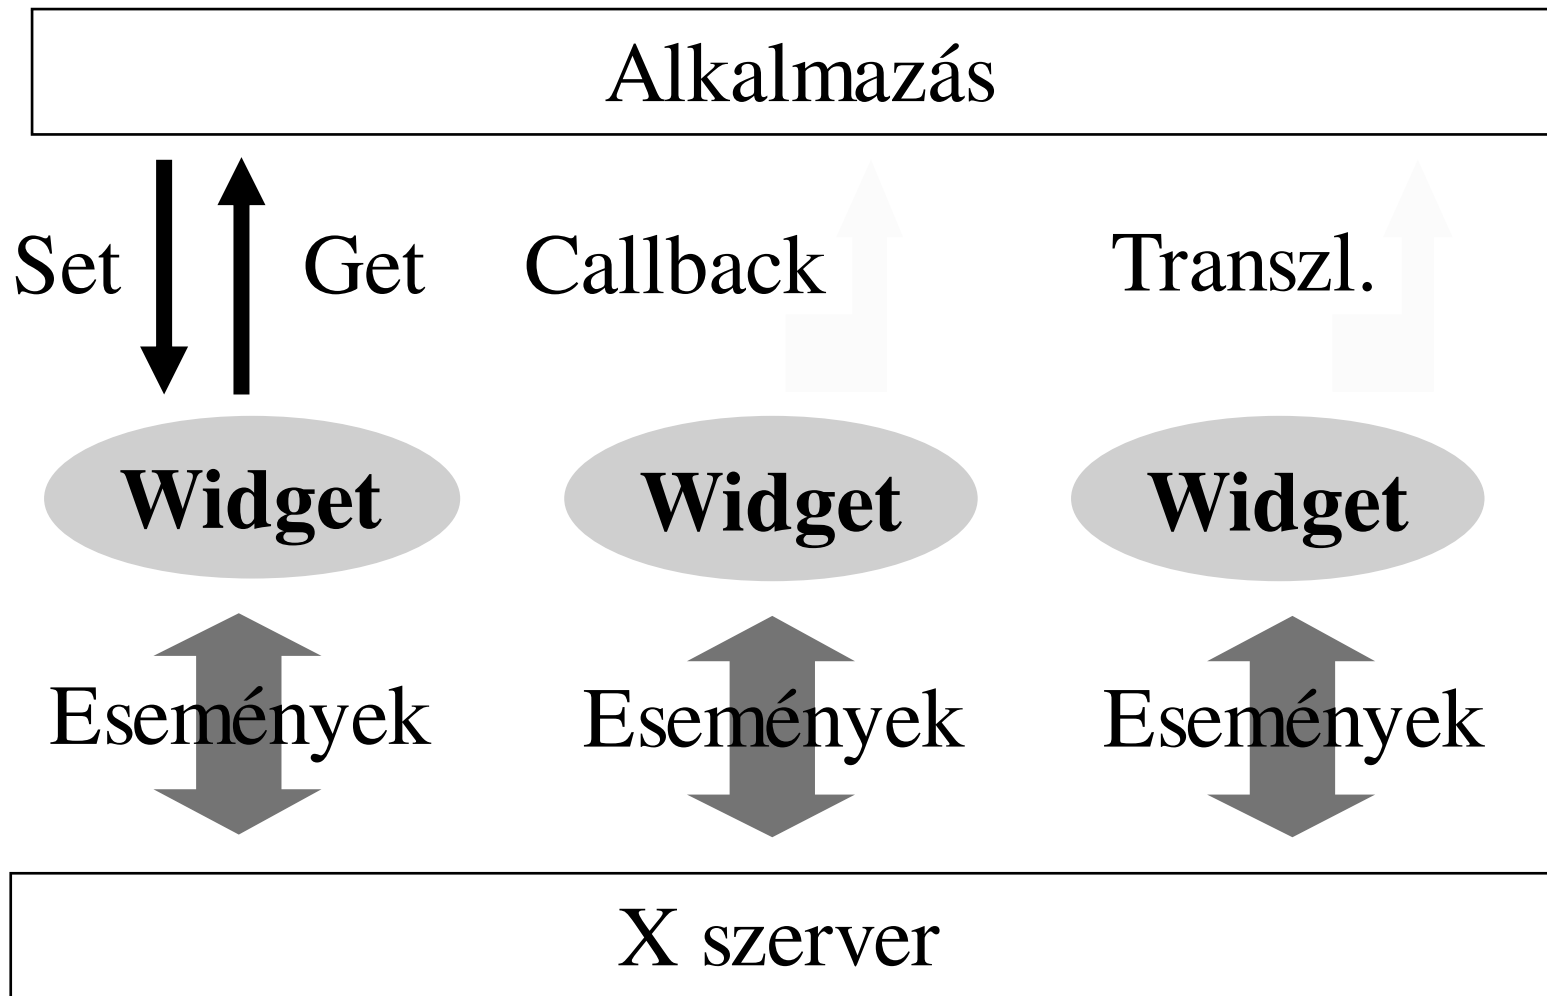 Alkalmazás
Set Get Callback Transzl.
Widget Widget Widget
Események Események Események
X szerver